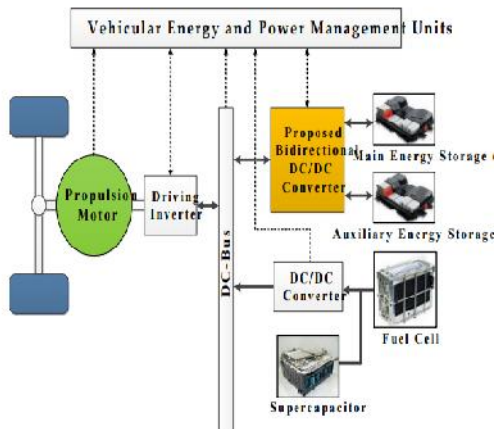 Vehicular Energy and Power Management Units
Proposed
Bidirectional
DC/DC
Converter
Main Energy Storage
Propulsion
Motor
Driving
Inverter
DC-Bus
Auxiliary Energy Storage
DC/DC
Converter
Fuel Cell
Supercapacitor